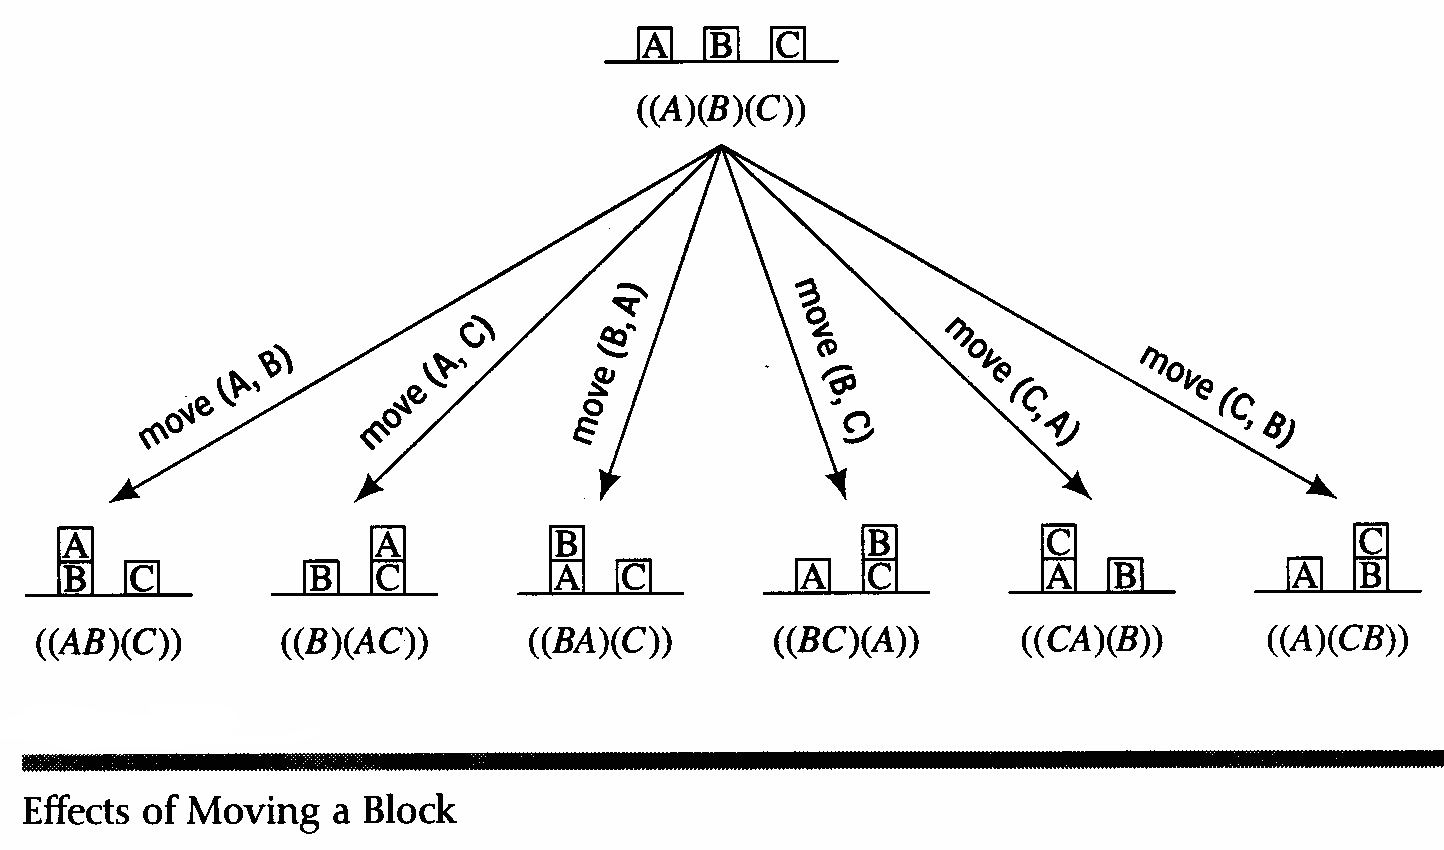 A B C
((A)(B)(C))
move (A, B)
move (A, C)
move (B, A)
move (B, C)
move (C, A)
move (C, B)
A
B C
A
B C
B
A C
B
A C
C
A B
C
A B
((AB)(C))
((B)(AC))
((BA)(C))
((BC)(A))
((CA)(B))
((A)(CB))
Effects of Moving a Block